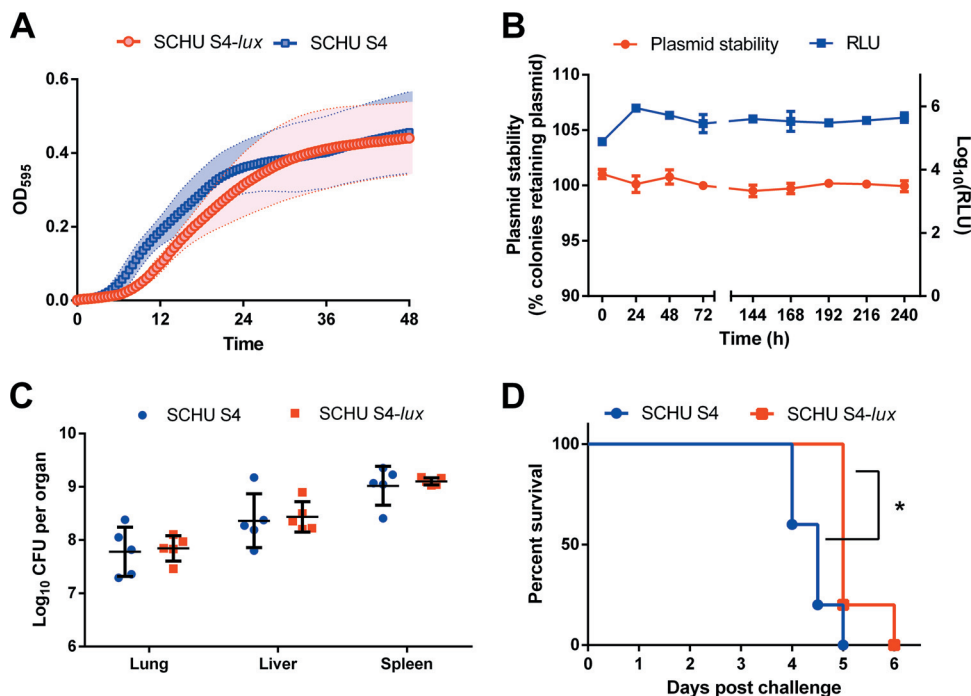 A
SCHU S4-lux
SCHU S4
0.6
0.4
0.2
0.0
OD595
0
12
24
36
48
Time
B
Plasmid stability
RLU
110
105
100
95
90
Plasmid stability
(% colonies retaining plasmid)
6
4
2
0
Log10(RLU)
0
24
48
72
144
168
192
216
240
Time (h)
C
SCHU S4
SCHU S4-lux
10
9
8
7
6
Log10 CFU per organ
Lung
Liver
Spleen
D
SCHU S4
SCHU S4-lux
100
50
0
Percent survival
*
0
1
2
3
4
5
6
Days post challenge